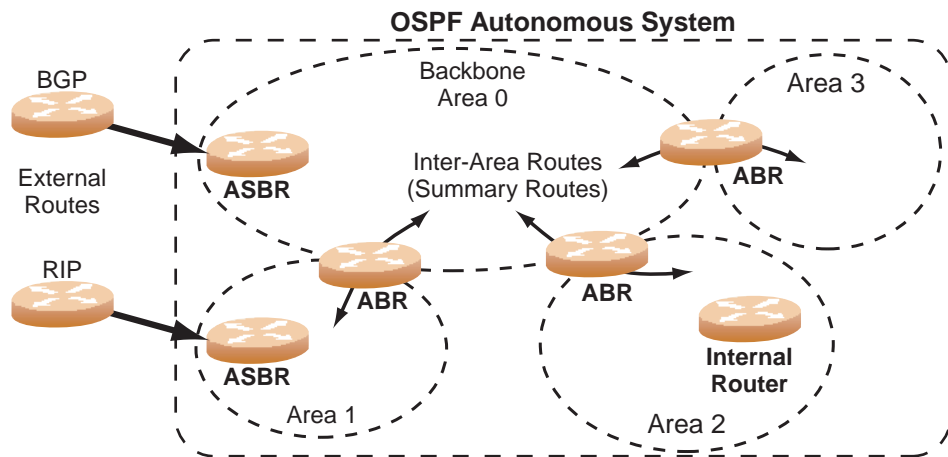 OSPF Autonomous System
BGP
Backbone
Area 0
Area 3
ASBR
Inter-Area Routes
(Summary Routes)
ABR
External
Routes
RIP
ABR
ABR
ASBR
Internal
Router
Area 1
Area 2